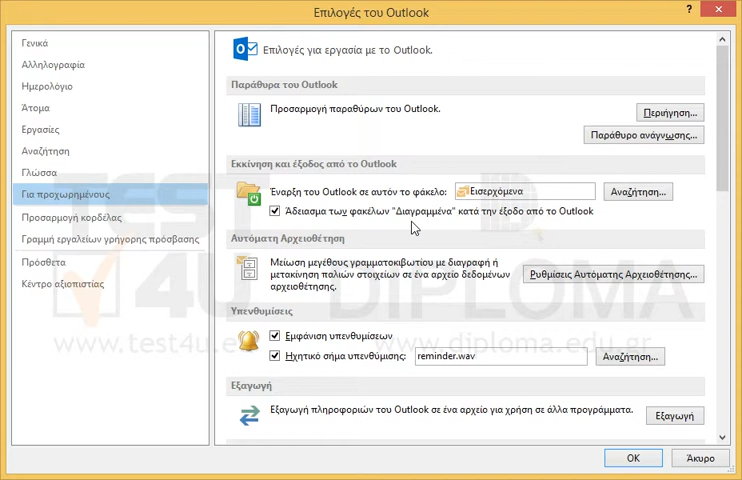 Επιλογές του Outlook
?
Γενικά
Αλληλογραφία
Ημερολόγιο
Άτομα
Εργασίες
Αναζήτηση
Γλώσσα
Για προχωρημένους
Προσαρμογή κορδέλας
Γραμμή εργαλείων γρήγορης πρόσβασης
Πρόσθετα
Κέντρο αξιοπιστίας
Επιλογές για εργασία με το Outlook.
Παράθυρα του Outlook
Προσαρμογή παραθύρων του Outlook.
Περιήγηση...
Παράθυρο ανάγνωσης...
Εκκίνηση και έξοδος από το Outlook
Έναρξη του Outlook σε αυτόν το φάκελο: Εισερχόμενα Αναζήτηση...
Άδειασμα των φακέλων "Διαγραμμένα" κατά την έξοδο από το Outlook
Αυτόματη Αρχειοθέτηση
Μείωση μεγέθους γραμματοκιβωτίου με διαγραφή ή
μετακίνηση παλιών στοιχείων σε ένα αρχείο δεδομένων
αρχειοθέτησης.
Ρυθμίσεις Αυτόματης Αρχειοθέτησης...
Υπενθυμίσεις
Εμφάνιση υπενθυμίσεων
Ηχητικό σήμα υπενθύμισης: reminder.wav Αναζήτηση...
Εξαγωγή
Εξαγωγή πληροφοριών του Outlook σε ένα αρχείο για χρήση σε άλλα προγράμματα. Εξαγωγή
OK Άκυρο
TEST
4U DIPLOMA
www.diploma.edu.gr